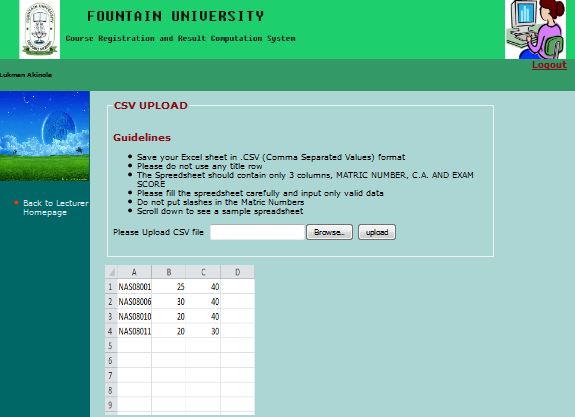 FOUNTAIN UNIVERSITY
Course Registration and Result Computation System
Logout
Lukman Akinola
CSV UPLOAD
Guidelines
Save your Excel sheet in .CSV (Comma Separated Values) format
Please do not use any title row
The Spreedsheet should contain only 3 columns, MATRIC NUMBER, C.A. AND EXAM
SCORE
Please fill the spreedsheet carefully and input only valid data
Do not put slashes in the Matric Numbers
Scroll down to see a sample spreadsheet
Back to Lecturer
Homepage
Please Upload CSV file Browse.. upload
A B C D
1 NAS08001 25 40
2 NAS08006 30 40
3 NAS08010 20 40
4 NAS08011 20 30
5
6
7
8
9